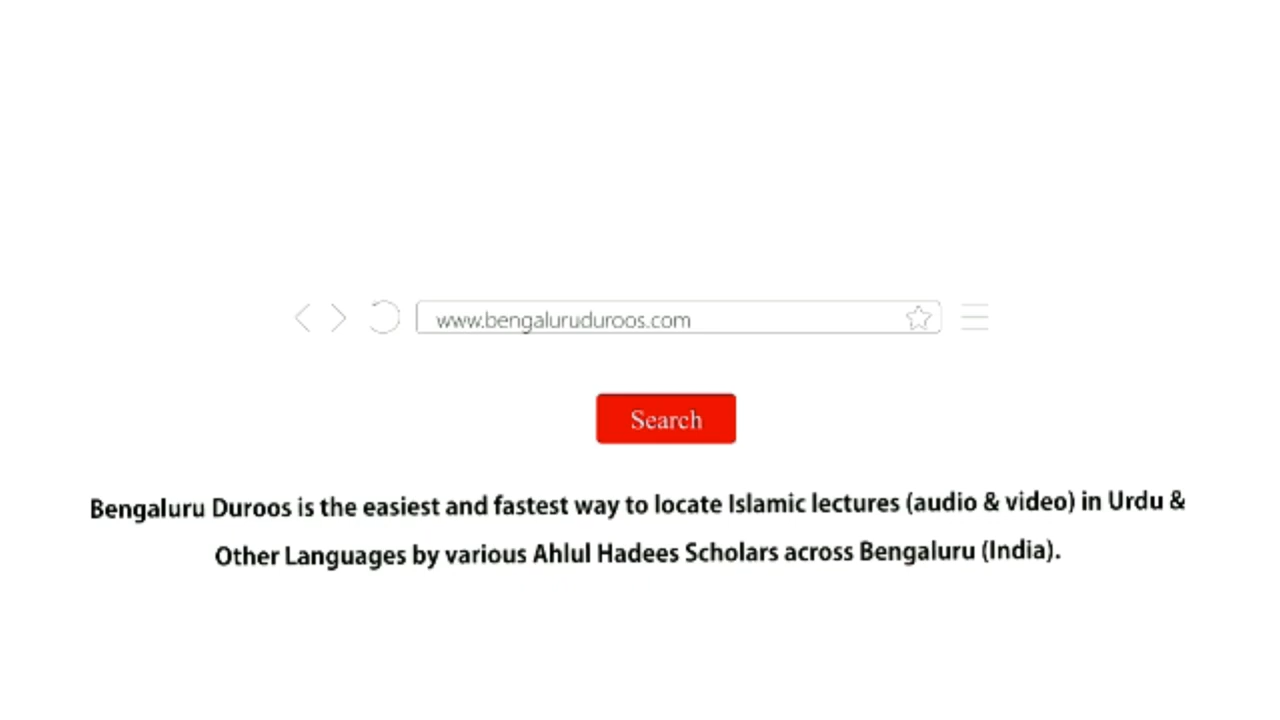 www.bengaluruduroos.com
Search
Bengaluru Duroos is the easiest and fastest way to locate Islamic lectures (audio & video) in Urdu &
Other Languages by various Ahlul Hadees Scholars across Bengaluru (India).